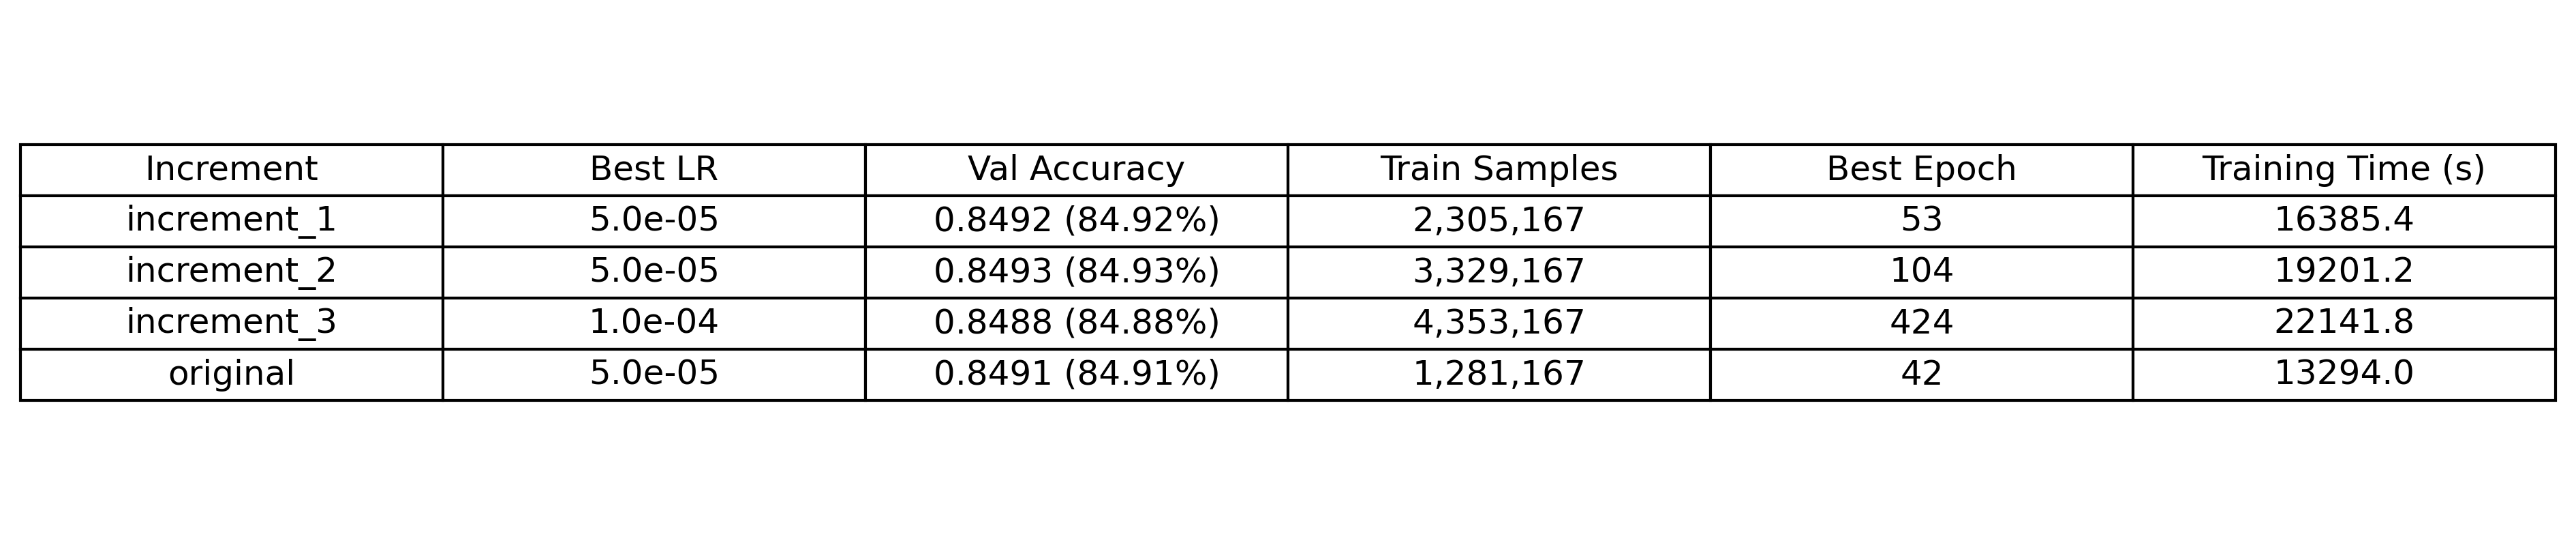 Increment Best LR Val Accuracy Train Samples Best Epoch Training Time (s)
increment_1 5.0e-05 0.8492 (84.92%) 2,305,167 53 16385.4
increment_2 5.0e-05 0.8493 (84.93%) 3,329,167 104 19201.2
increment_3 1.0e-04 0.8488 (84.88%) 4,353,167 424 22141.8
original 5.0e-05 0.8491 (84.91%) 1,281,167 42 13294.0